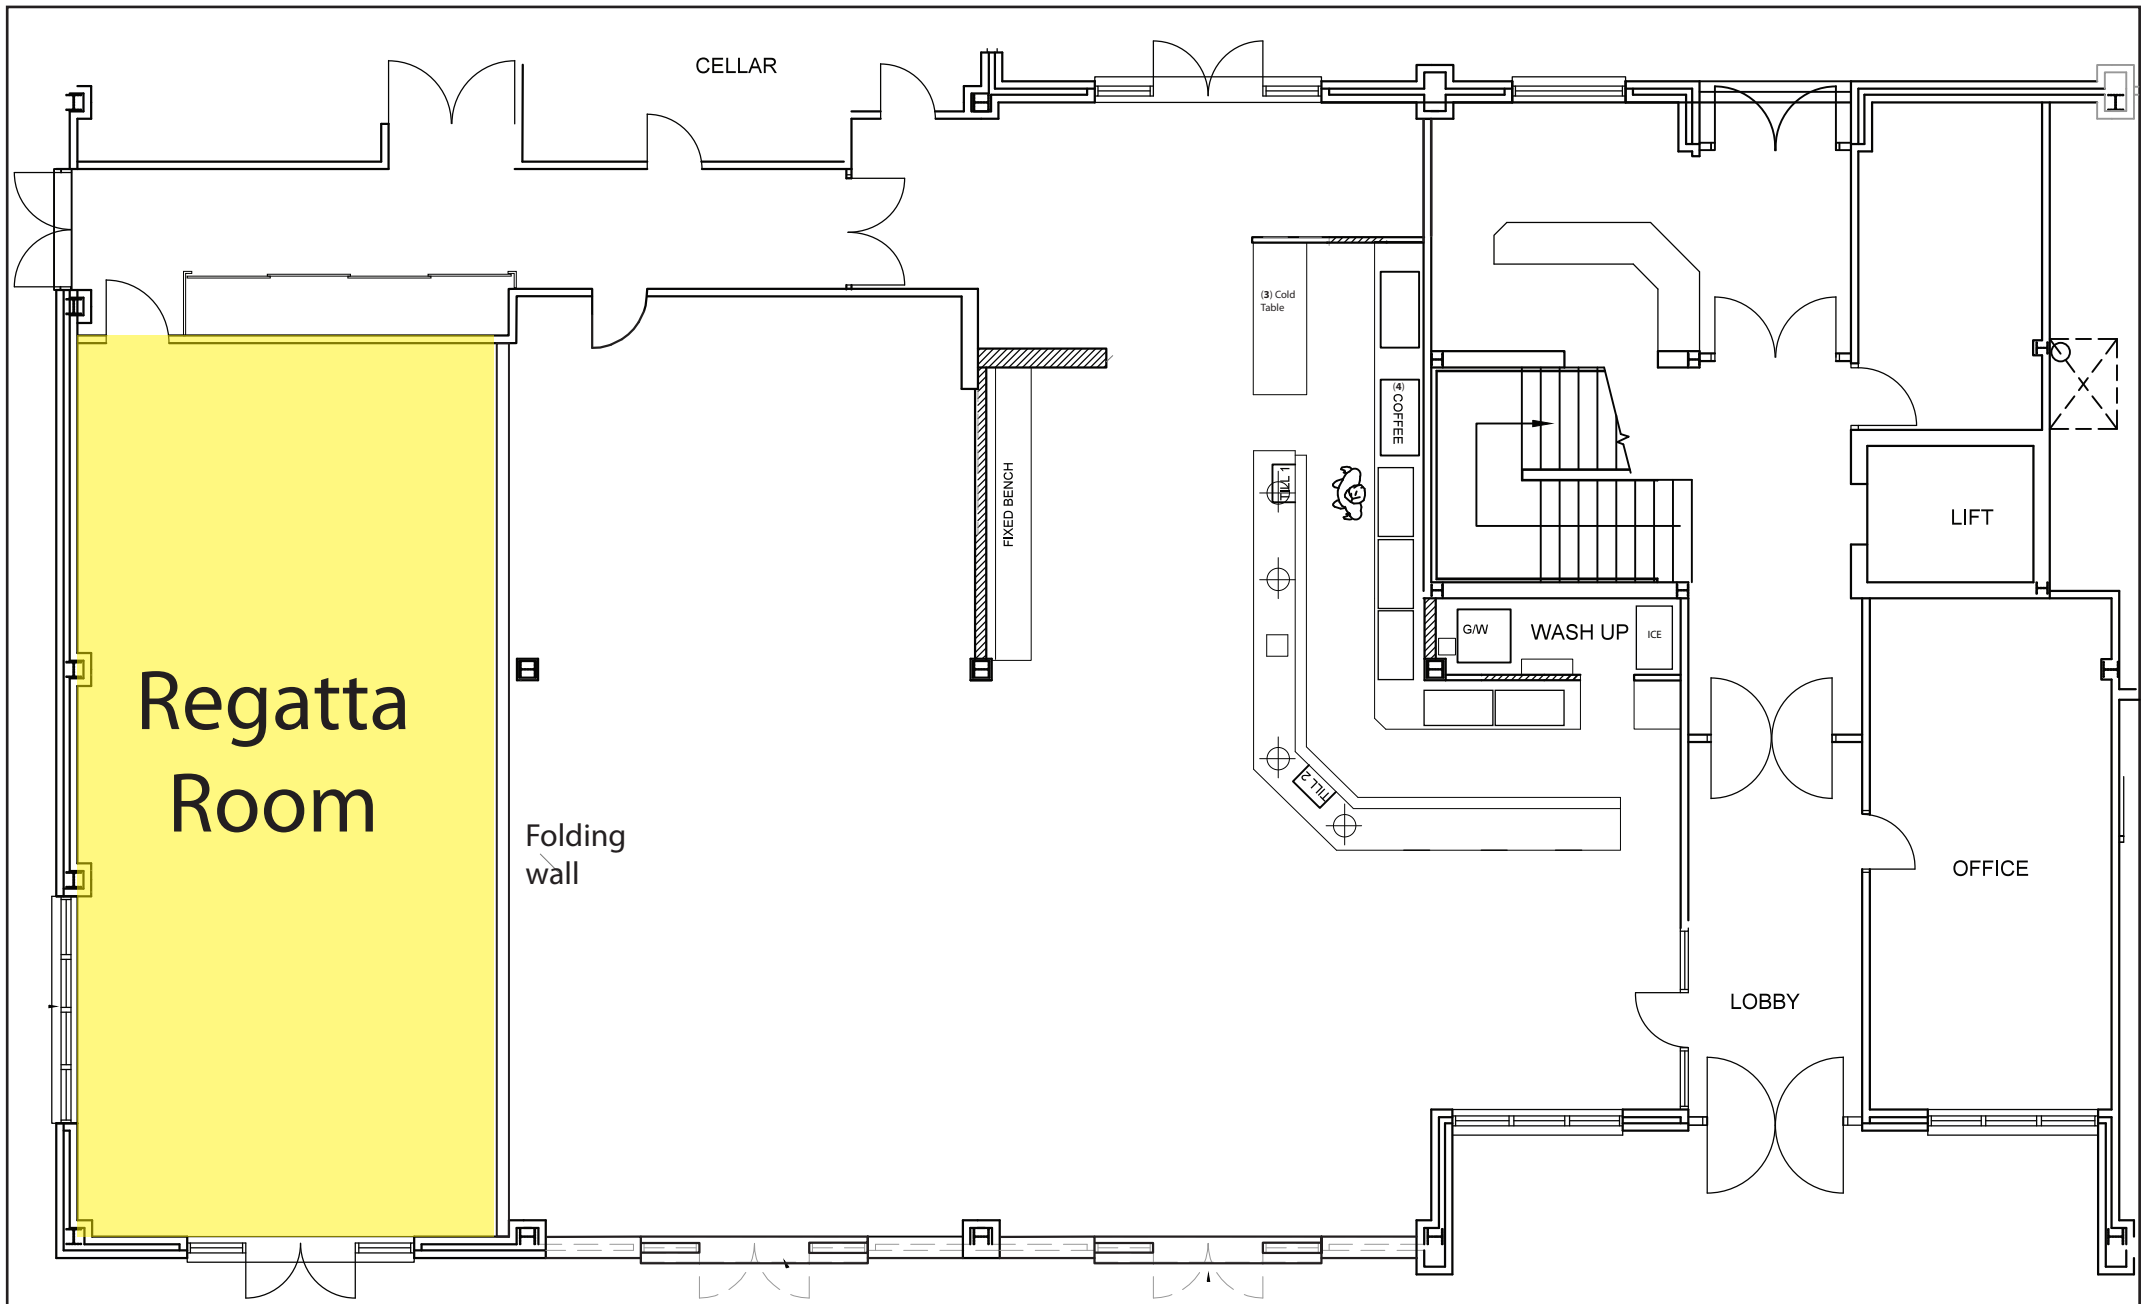 CELLAR
(3) Cold
Table
(4)
COFFEE
FIXED BENCH
TILL 1
LIFT
G/W
WASH UP
ICE
Regatta
Room
TILL 2
Folding
wall
OFFICE
LOBBY